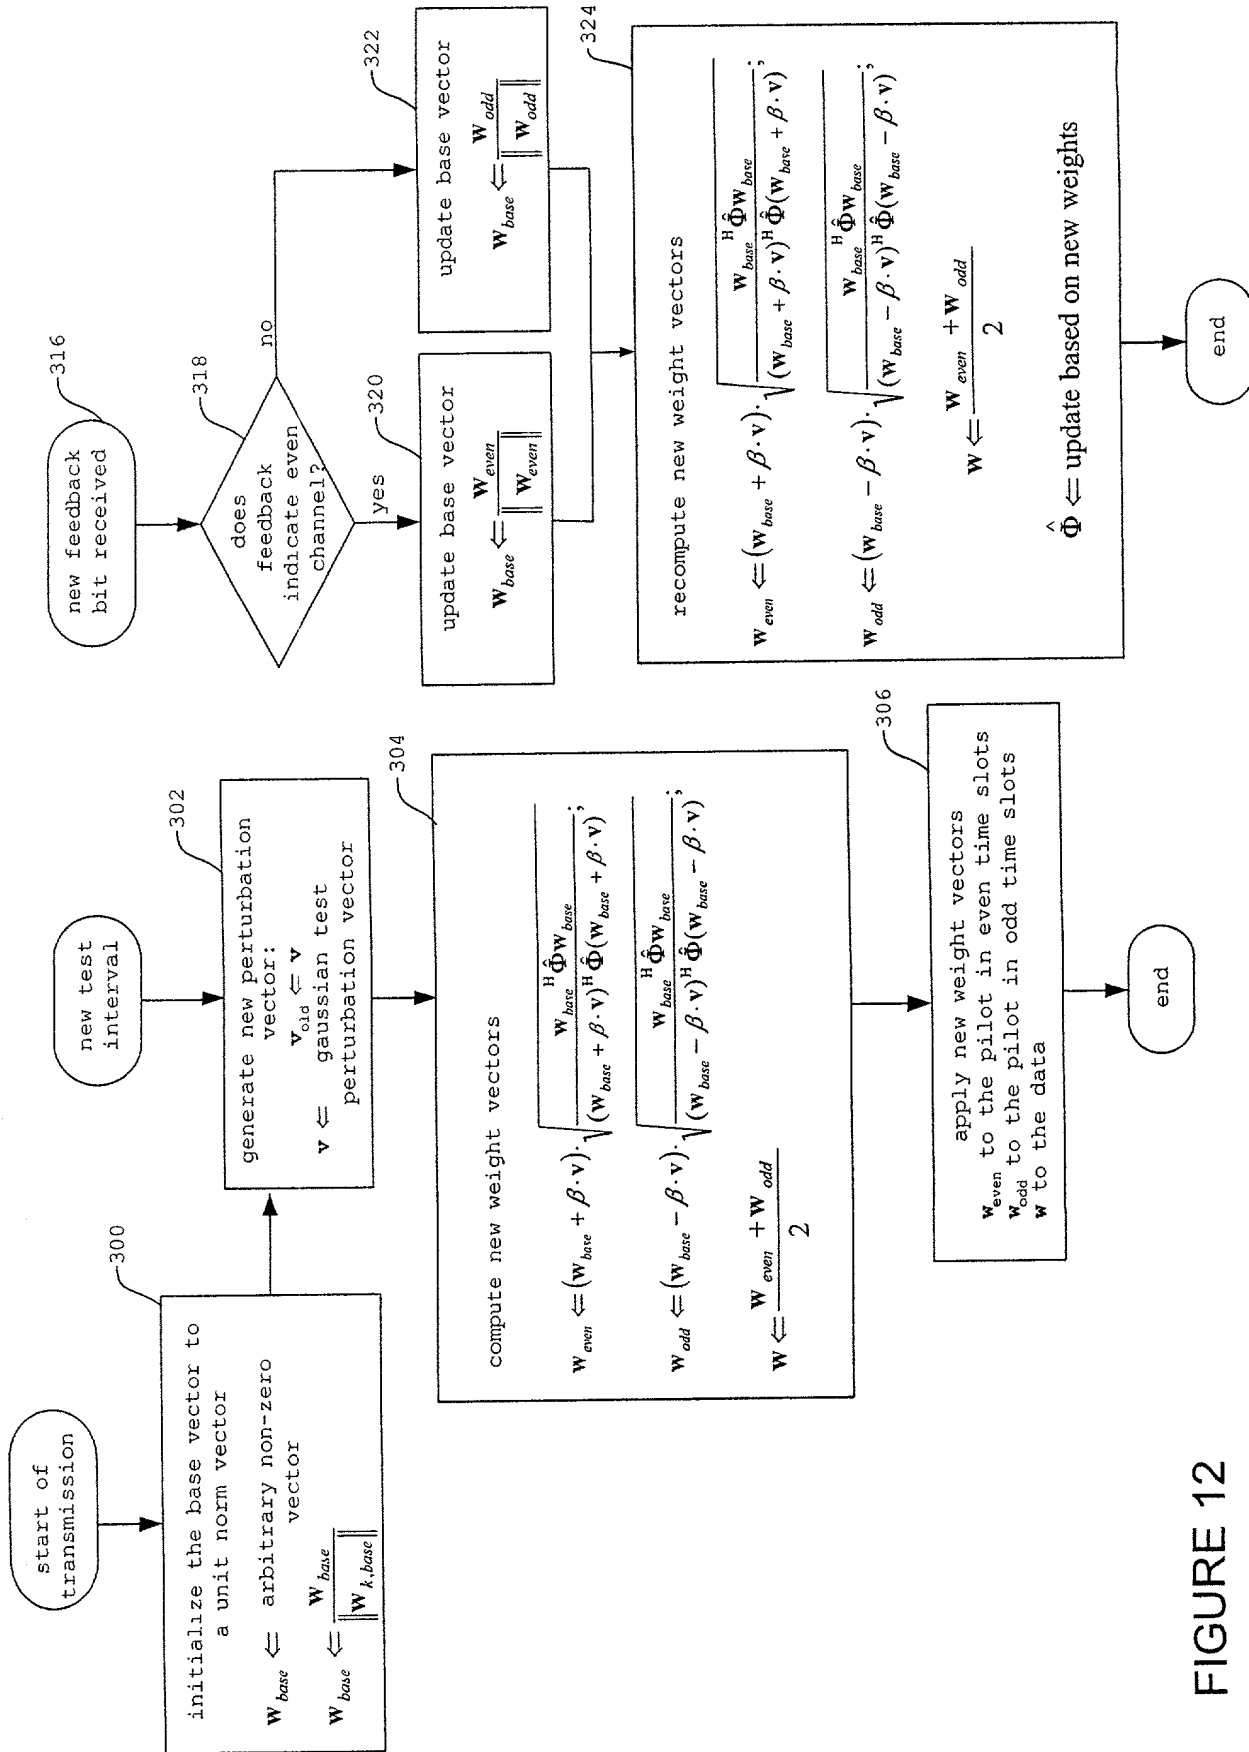 start of
transmission
300
initialize the base vector to
a unit norm vector
w_base ⇐ arbitrary non-zero
vector
w_base ⇐ w_base / ‖w_k,base‖
new test
interval
302
generate new perturbation
vector:
v_old ⇐ v
v ⇐ gaussian test
perturbation vector
304
compute new weight vectors
w_even ⇐ (w_base + β · v) · √( w_base^H Φ̂ w_base / (w_base + β · v)^H Φ̂ (w_base + β · v) );
w_odd ⇐ (w_base − β · v) · √( w_base^H Φ̂ w_base / (w_base − β · v)^H Φ̂ (w_base − β · v) );
w ⇐ (w_even + w_odd) / 2
306
apply new weight vectors
w_even to the pilot in even time slots
w_odd to the pilot in odd time slots
w to the data
end
new feedback
bit received
316
does
feedback
indicate even
channel?
318
yes
no
320
update base vector
w_base ⇐ w_even / ‖w_even‖
322
update base vector
w_base ⇐ w_odd / ‖w_odd‖
324
recompute new weight vectors
w_even ⇐ (w_base + β · v) · √( w_base^H Φ̂ w_base / (w_base + β · v)^H Φ̂ (w_base + β · v) );
w_odd ⇐ (w_base − β · v) · √( w_base^H Φ̂ w_base / (w_base − β · v)^H Φ̂ (w_base − β · v) );
w ⇐ (w_even + w_odd) / 2
Φ̂ ⇐ update based on new weights
end
FIGURE 12